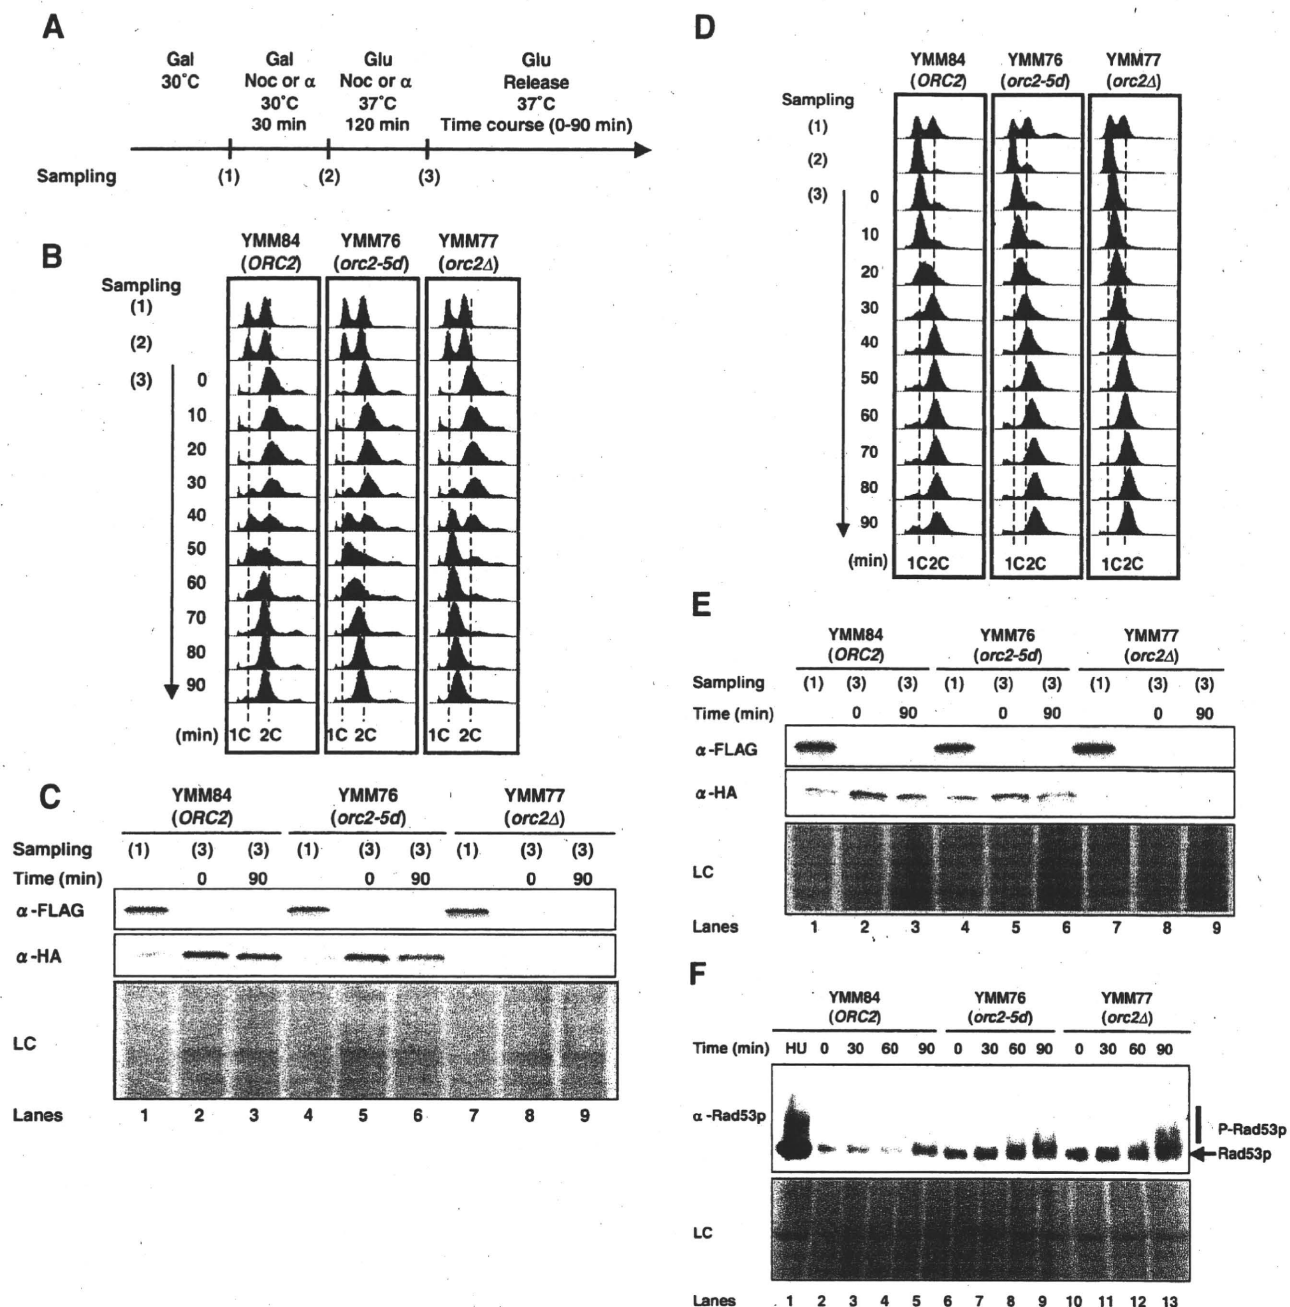 A
Gal Gal Glu Glu
30°C Noc or α Noc or α Release
30°C 37°C 37°C
30 min 120 min Time course (0-90 min)
Sampling (1) (2) (3)
B
YMM84 YMM76 YMM77
(ORC2) (orc2-5d) (orc2Δ)
Sampling
(1)
(2)
(3) 0
10
20
30
40
50
60
70
80
90
(min) 1C 2C 1C 2C 1C 2C
C
YMM84 YMM76 YMM77
(ORC2) (orc2-5d) (orc2Δ)
Sampling (1) (3) (3) (1) (3) (3) (1) (3) (3)
Time (min) 0 90 0 90 0 90
α-FLAG
α-HA
LC
Lanes 1 2 3 4 5 6 7 8 9
D
YMM84 YMM76 YMM77
(ORC2) (orc2-5d) (orc2Δ)
Sampling
(1)
(2)
(3) 0
10
20
30
40
50
60
70
80
90
(min) 1C2C 1C2C 1C2C
E
YMM84 YMM76 YMM77
(ORC2) (orc2-5d) (orc2Δ)
Sampling (1) (3) (3) (1) (3) (3) (1) (3) (3)
Time (min) 0 90 0 90 0 90
α-FLAG
α-HA
LC
Lanes 1 2 3 4 5 6 7 8 9
F
YMM84 YMM76 YMM77
(ORC2) (orc2-5d) (orc2Δ)
Time (min) HU 0 30 60 90 0 30 60 90 0 30 60 90
α-Rad53p
P-Rad53p
Rad53p
LC
Lanes 1 2 3 4 5 6 7 8 9 10 11 12 13